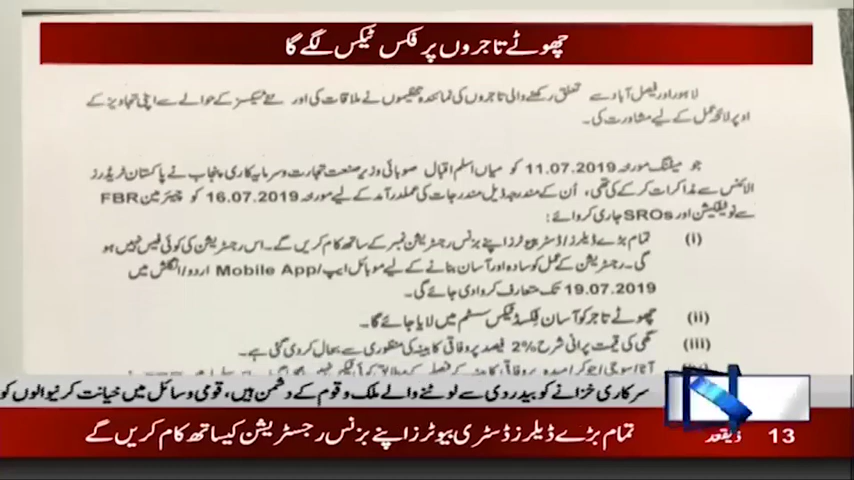 چھوٹے تاجروں پر فکس ٹیکس لگے گا
لاہور اور فیصل آباد سے تعلق رکھنے والی تاجروں کی نمائندہ تنظیموں نے ملاقات کی اور نئے ٹیکسز کے حوالے سے اپنی تجاویز کے
اوپر لائحہ عمل کے لیے مشاورت کی۔
جو میٹنگ مورخہ 11.07.2019 کو میاں اسلم اقبال صوبائی وزیر صنعت تجارت و سرمایہ کاری پنجاب نے پاکستان ٹریڈرز
الائنس سے مذاکرات کر کے کی تھی، اُن کے مندرجہ ذیل مندرجات کی عملدرآمد کے لیے مورخہ 16.07.2019 کو چیئرمین FBR
سے نوٹیفکیشن اور SROs جاری کروائے:
(i) تمام بڑے ڈیلرز/ڈسٹری بیوٹرز اپنے بزنس رجسٹریشن نمبر کے ساتھ کام کریں گے۔ اس رجسٹریشن کی کوئی فیس نہیں ہو
گی۔ رجسٹریشن کے عمل کو سادہ اور آسان بنانے کے لیے موبائل ایپ/Mobile App اردو/انگلش میں
19.07.2019 تک متعارف کروا دی جائے گی۔
(ii) چھوٹے تاجر کو آسان فکسڈ ٹیکس سسٹم میں لایا جائے گا۔
(iii) گھی کی قیمت پرانی شرح 2% فیصد پر وفاقی کابینہ کی منظوری سے بحال کر دی گئی ہے۔
سرکاری خزانے کو بیدردی سے لوٹنے والے ملک و قوم کے دشمن ہیں، قومی وسائل میں خیانت کرنیوالوں کو
13 ذیقعد
تمام بڑے ڈیلرز ڈسٹری بیوٹرز اپنے بزنس رجسٹریشن کیساتھ کام کریں گے